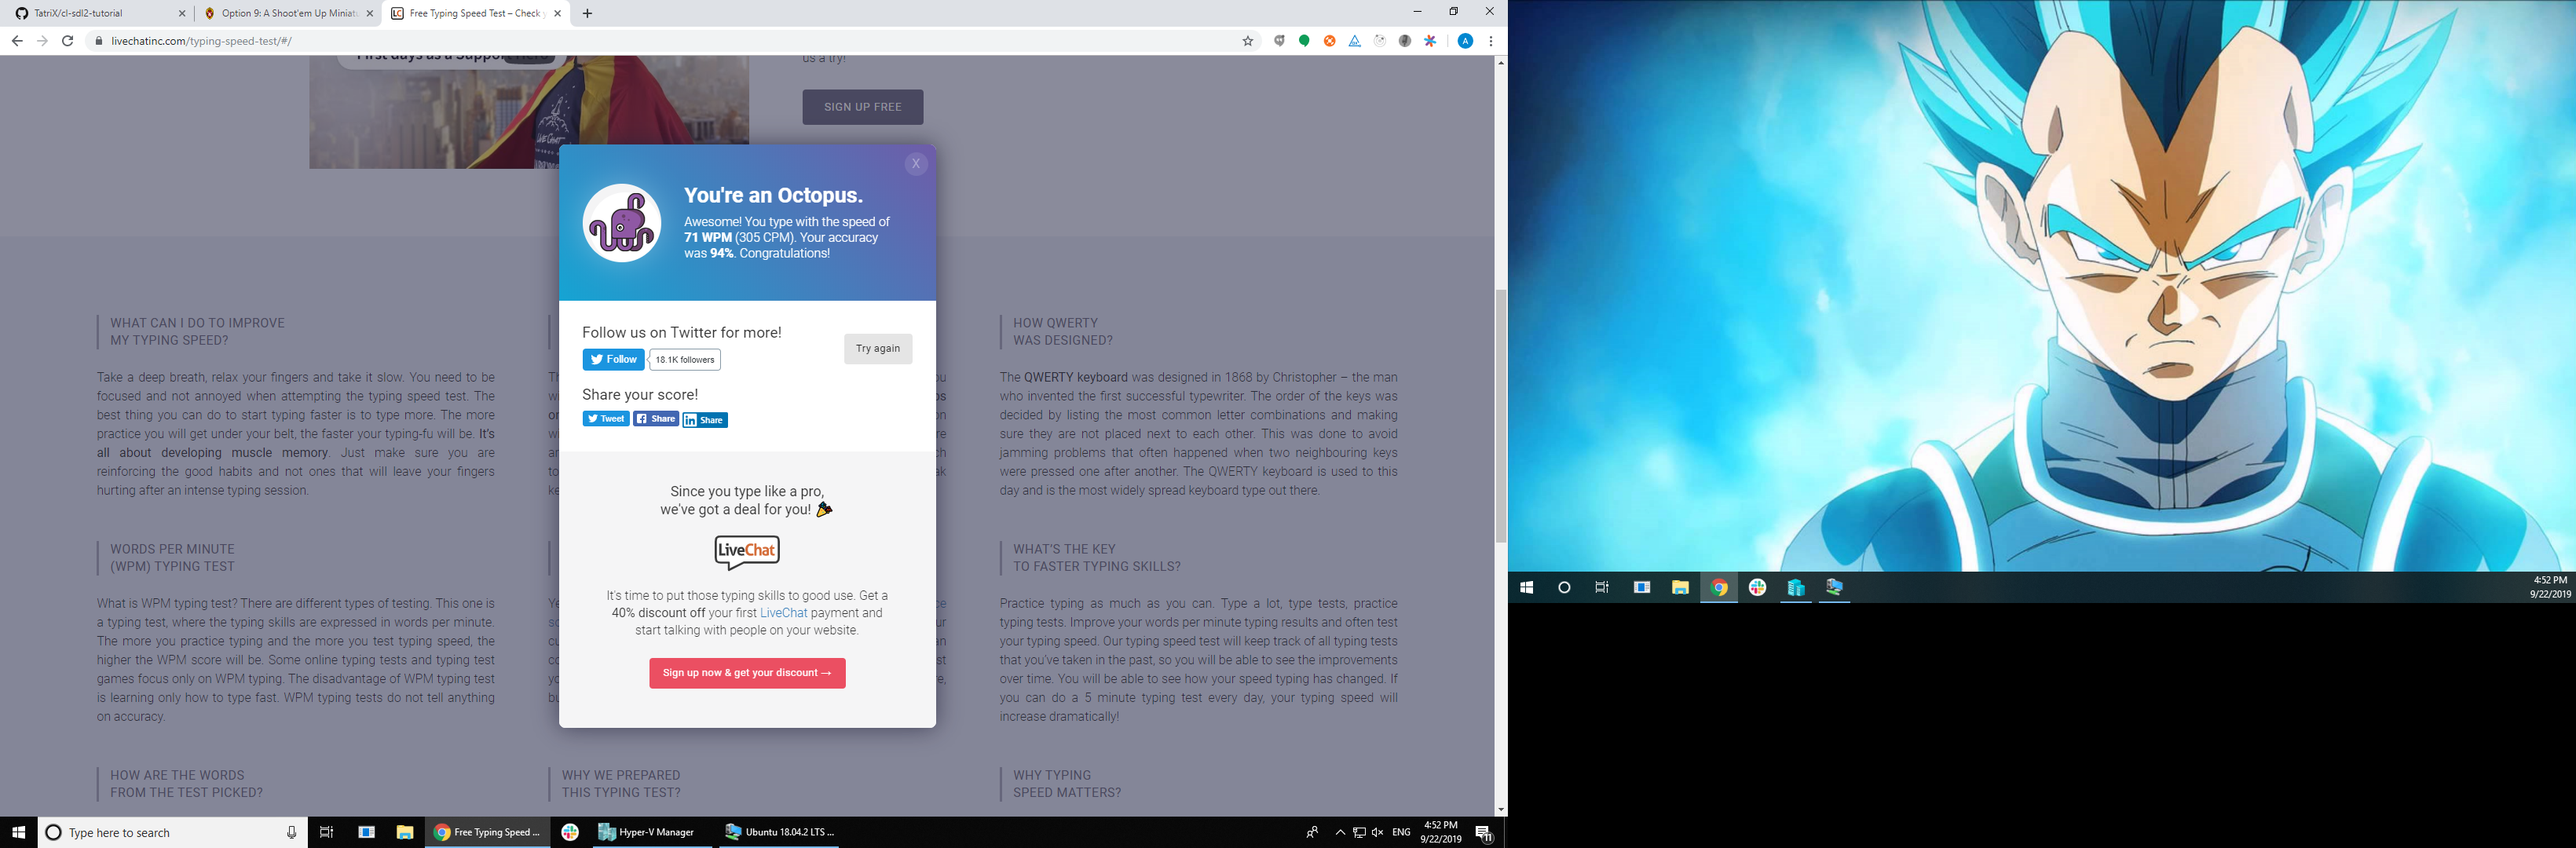 TatriX/cl-sdl2-tutorial
Option 9: A Shoot'em Up Miniatu
Free Typing Speed Test – Check y
livechatinc.com/typing-speed-test/#/
A
First days as a Support Hero
us a try!
SIGN UP FREE
X
You're an Octopus.
Awesome! You type with the speed of
71 WPM (305 CPM). Your accuracy
was 94%. Congratulations!
Follow us on Twitter for more!
Follow
18.1K followers
Try again
Share your score!
Tweet
Share
Share
Since you type like a pro,
we've got a deal for you!
LiveChat
It's time to put those typing skills to good use. Get a
40% discount off your first LiveChat payment and
start talking with people on your website.
Sign up now & get your discount →
WHAT CAN I DO TO IMPROVE
MY TYPING SPEED?
Take a deep breath, relax your fingers and take it slow. You need to be
focused and not annoyed when attempting the typing speed test. The
best thing you can do to start typing faster is to type more. The more
practice you will get under your belt, the faster your typing-fu will be. It's
all about developing muscle memory. Just make sure you are
reinforcing the good habits and not ones that will leave your fingers
hurting after an intense typing session.
HOW QWERTY
WAS DESIGNED?
The QWERTY keyboard was designed in 1868 by Christopher – the man
who invented the first successful typewriter. The order of the keys was
decided by listing the most common letter combinations and making
sure they are not placed next to each other. This was done to avoid
jamming problems that often happened when two neighbouring keys
were pressed one after another. The QWERTY keyboard is used to this
day and is the most widely spread keyboard type out there.
WORDS PER MINUTE
(WPM) TYPING TEST
What is WPM typing test? There are different types of testing. This one is
a typing test, where the typing skills are expressed in words per minute.
The more you practice typing and the more you test typing speed, the
higher the WPM score will be. Some online typing tests and typing test
games focus only on WPM typing. The disadvantage of WPM typing test
is learning only how to type fast. WPM typing tests do not tell anything
on accuracy.
WHAT'S THE KEY
TO FASTER TYPING SKILLS?
Practice typing as much as you can. Type a lot, type tests, practice
typing tests. Improve your words per minute typing results and often test
your typing speed. Our typing speed test will keep track of all typing tests
that you've taken in the past, so you will be able to see the improvements
over time. You will be able to see how your speed typing has changed. If
you can do a 5 minute typing test every day, your typing speed will
increase dramatically!
HOW ARE THE WORDS
FROM THE TEST PICKED?
WHY WE PREPARED
THIS TYPING TEST?
WHY TYPING
SPEED MATTERS?
Type here to search
Free Typing Speed ...
Hyper-V Manager
Ubuntu 18.04.2 LTS ...
ENG
4:52 PM
9/22/2019
11
4:52 PM
9/22/2019